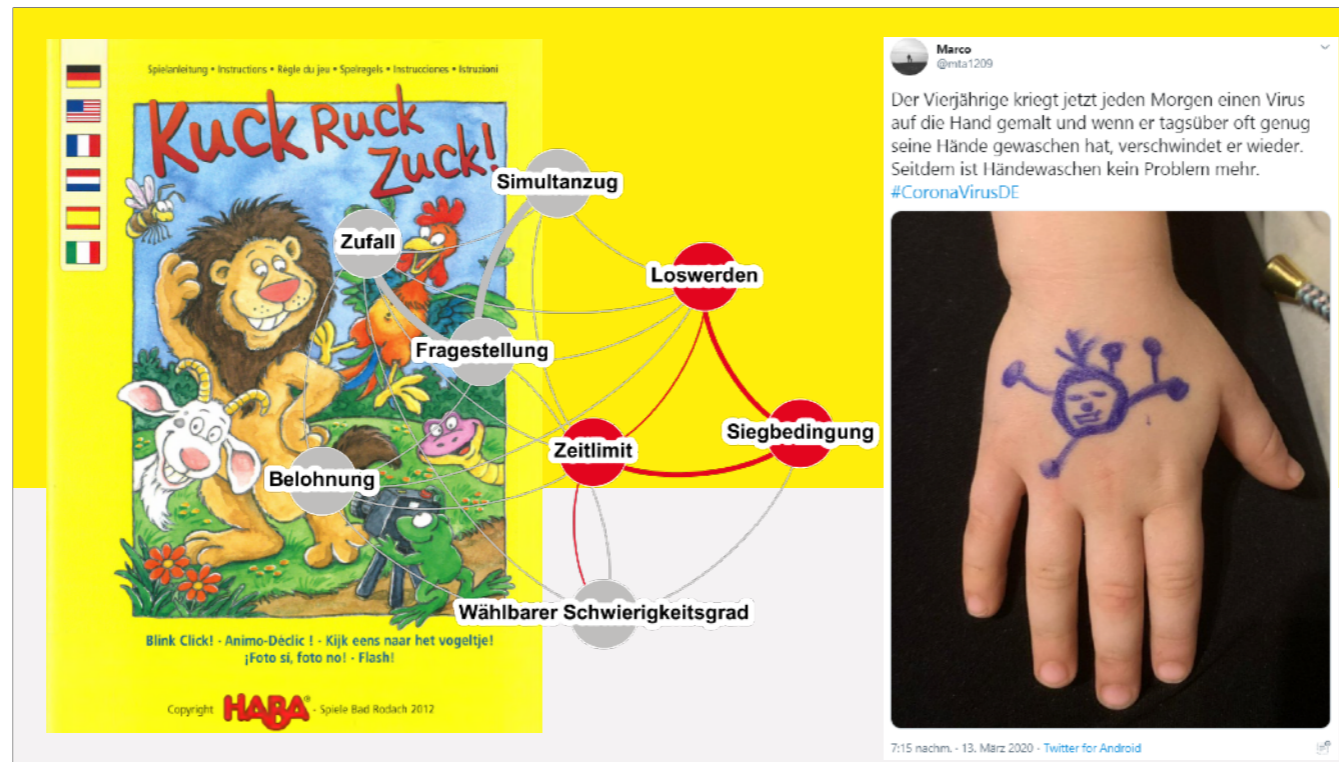 Spielanleitung • Instructions • Règle du jeu • Spelregels • Instrucciones • Istruzioni
Kuck Ruck
Zuck!
Simultanzug
Zufall
Loswerden
Fragestellung
Siegbedingung
Zeitlimit
Belohnung
Wählbarer Schwierigkeitsgrad
Blink Click! - Animo-Déclic ! - Kijk eens naar het vogeltje!
¡Foto sí, foto no! - Flash!
Copyright HABA® - Spiele Bad Rodach 2012
Marco
@mta1209
Der Vierjährige kriegt jetzt jeden Morgen einen Virus
auf die Hand gemalt und wenn er tagsüber oft genug
seine Hände gewaschen hat, verschwindet er wieder.
Seitdem ist Händewaschen kein Problem mehr.
#CoronaVirusDE
7:15 nachm. · 13. März 2020 · Twitter for Android